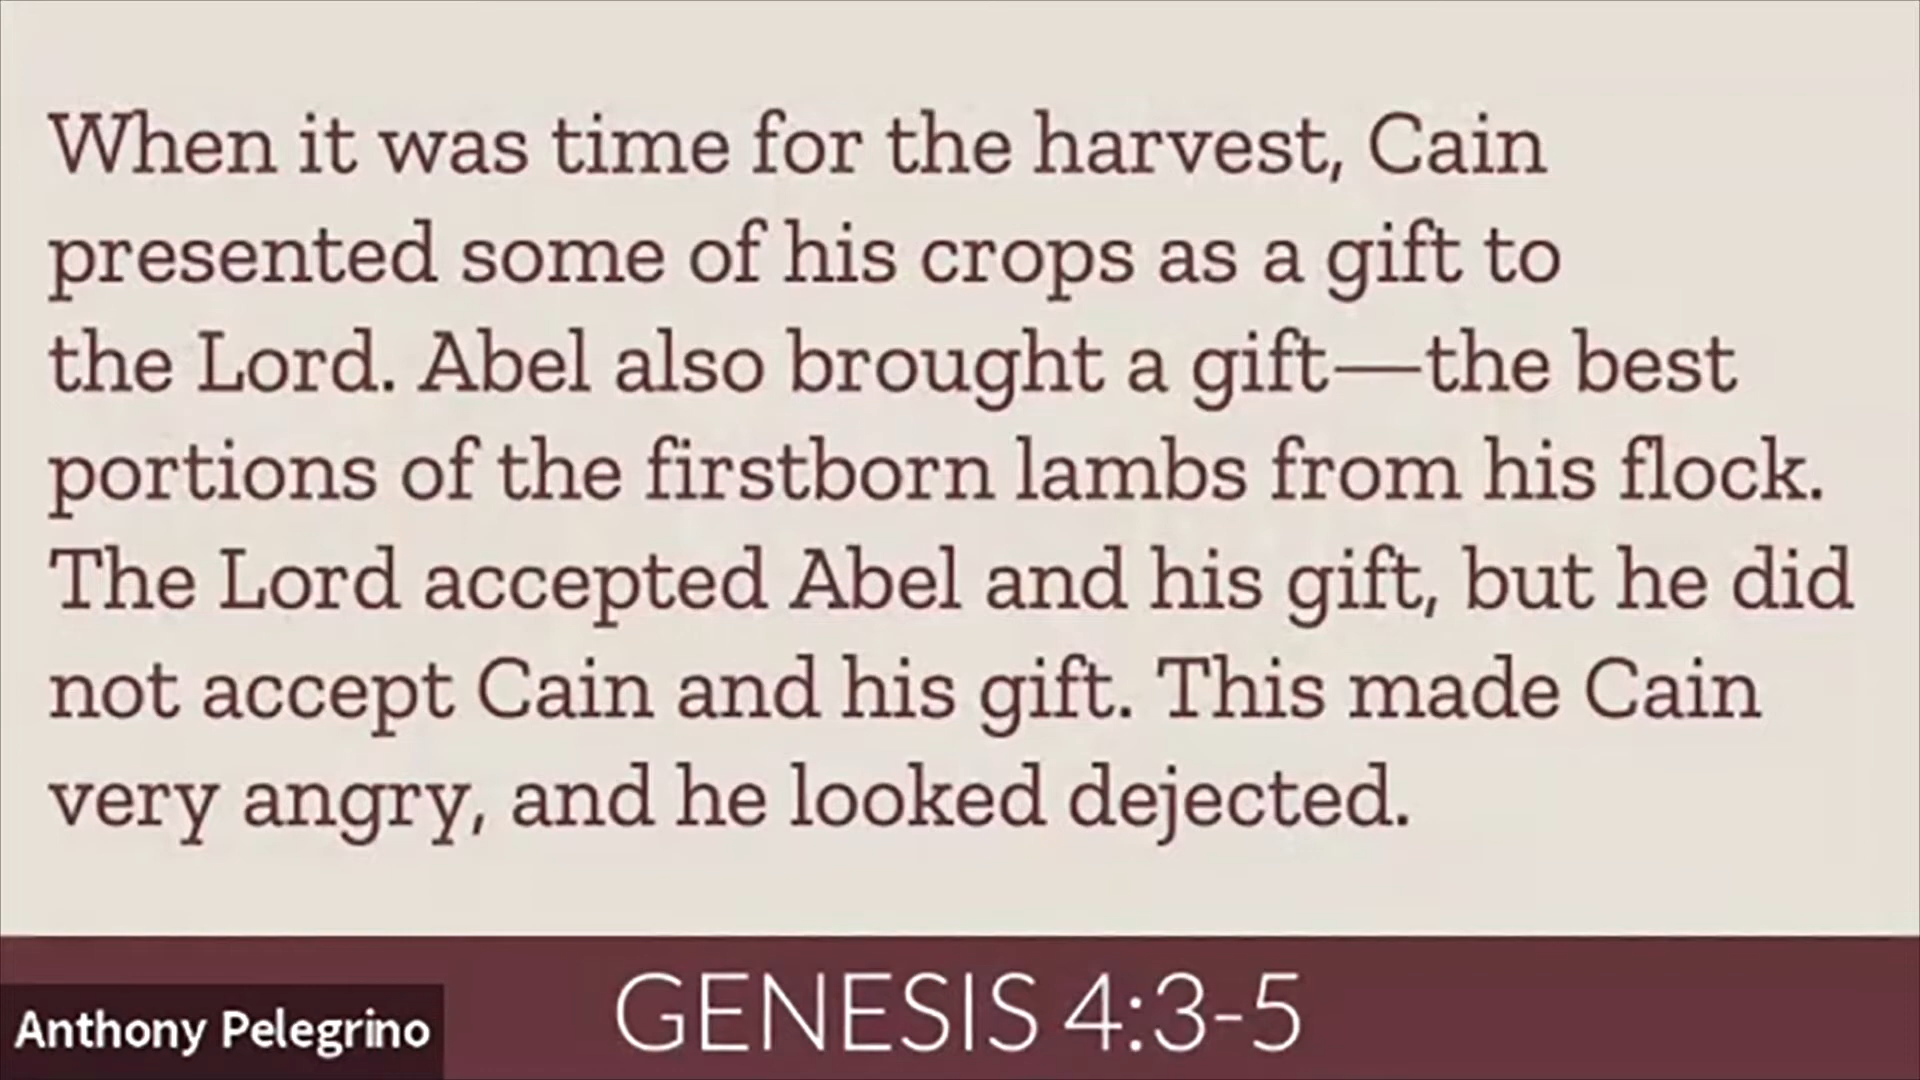 When it was time for the harvest, Cain
presented some of his crops as a gift to
the Lord. Abel also brought a gift—the best
portions of the firstborn lambs from his flock.
The Lord accepted Abel and his gift, but he did
not accept Cain and his gift. This made Cain
very angry, and he looked dejected.
GENESIS 4:3-5
Anthony Pelegrino